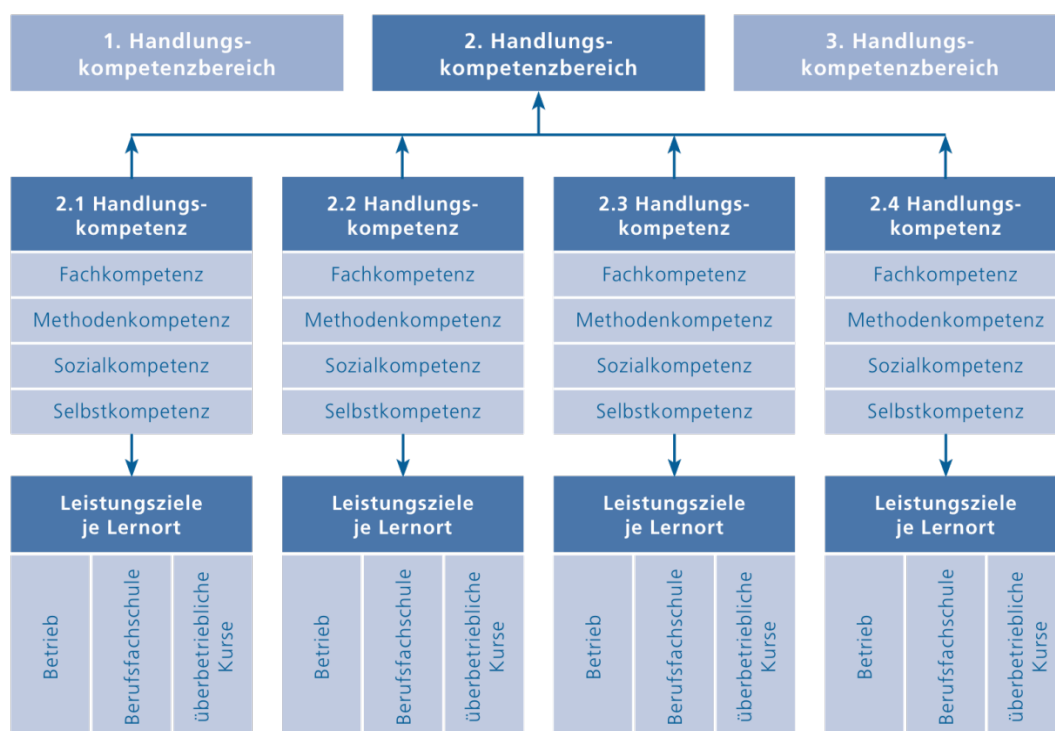 1. Handlungs-
kompetenzbereich
2. Handlungs-
kompetenzbereich
3. Handlungs-
kompetenzbereich
2.1 Handlungs-
kompetenz
Fachkompetenz
Methodenkompetenz
Sozialkompetenz
Selbstkompetenz
Leistungsziele
je Lernort
Betrieb
Berufsfachschule
überbetriebliche
Kurse
2.2 Handlungs-
kompetenz
Fachkompetenz
Methodenkompetenz
Sozialkompetenz
Selbstkompetenz
Leistungsziele
je Lernort
Betrieb
Berufsfachschule
überbetriebliche
Kurse
2.3 Handlungs-
kompetenz
Fachkompetenz
Methodenkompetenz
Sozialkompetenz
Selbstkompetenz
Leistungsziele
je Lernort
Betrieb
Berufsfachschule
überbetriebliche
Kurse
2.4 Handlungs-
kompetenz
Fachkompetenz
Methodenkompetenz
Sozialkompetenz
Selbstkompetenz
Leistungsziele
je Lernort
Betrieb
Berufsfachschule
überbetriebliche
Kurse